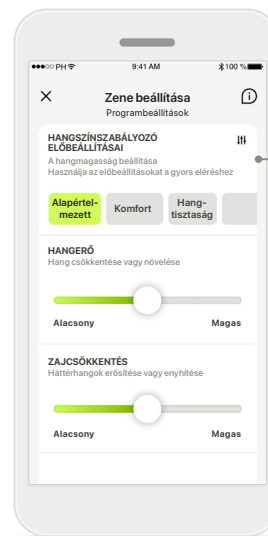 ●●●○○ PH 9:41 AM 100 %
Zene beállítása
Programbeállítások
HANGSZÍNSZABÁLYOZÓ
ELŐBEÁLLÍTÁSAI
A hangmagasság beállítása
Használja az előbeállításokat a gyors eléréshez
Alapértel-
mezett
Komfort
Hang-
tisztaság
HANGERŐ
Hang csökkentése vagy növelése
Alacsony Magas
ZAJCSÖKKENTÉS
Háttérhangok erősítése vagy enyhítése
Alacsony Magas